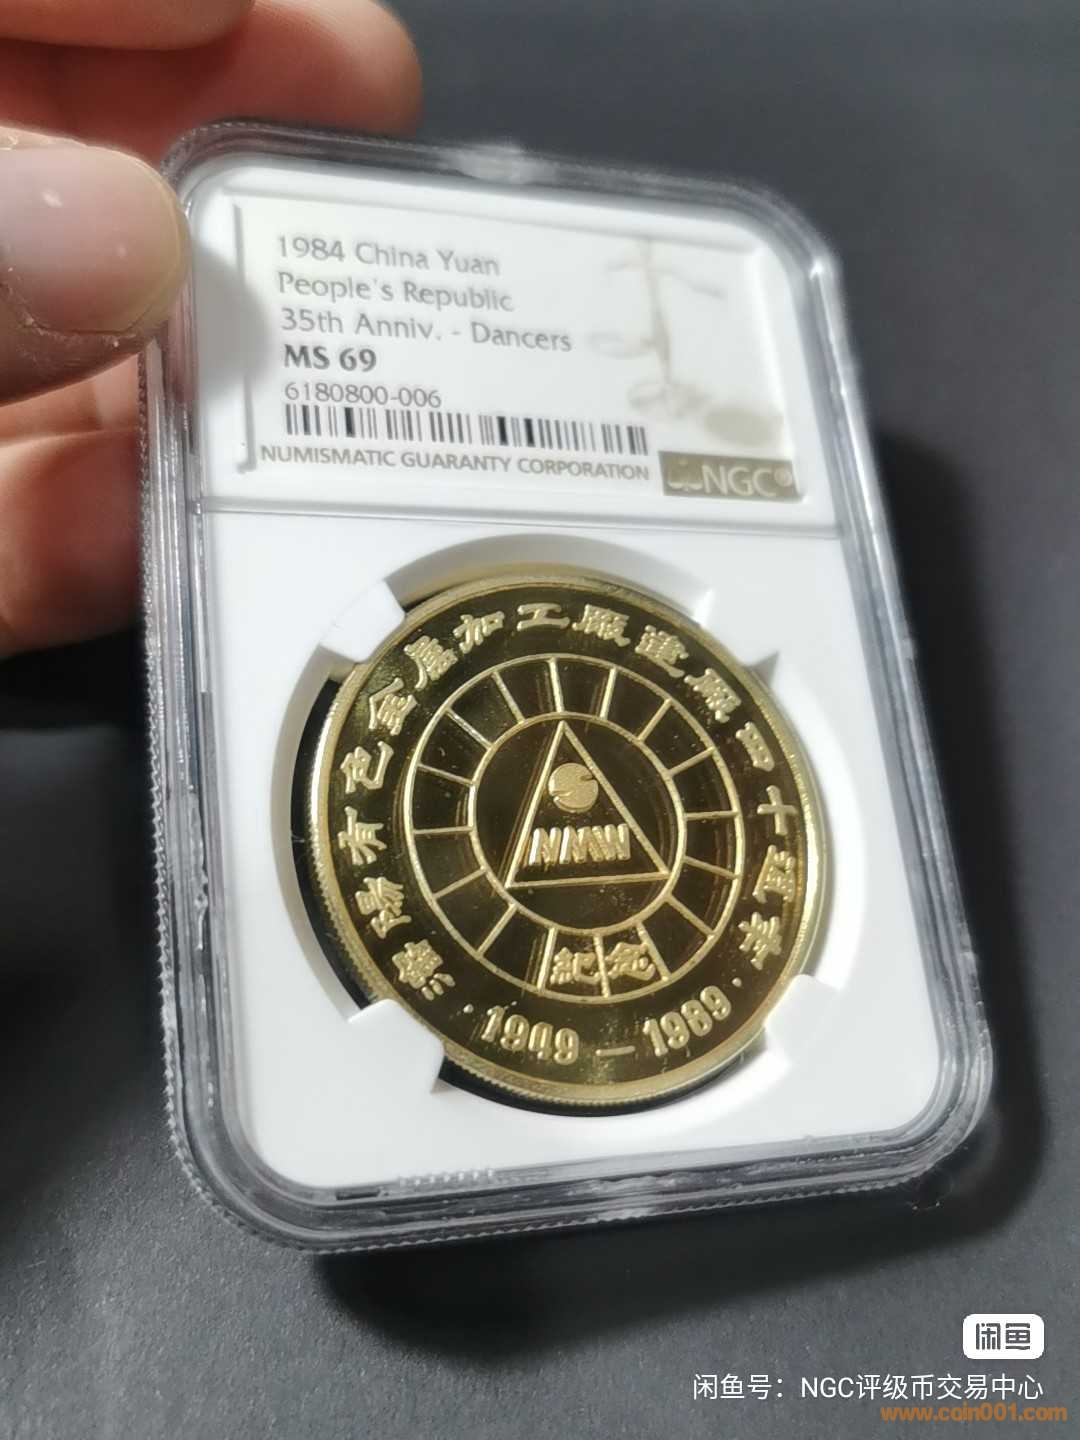 1984 China Yuan
People's Republic
35th Anniv. - Dancers
MS 69
6180800-006
NUMISMATIC GUARANTY CORPORATION
NGC®
瀋陽有色金屬加工廠建厰四十周年
NMW
紀念
·1949—1989·
闲鱼
闲鱼号：NGC评级币交易中心
www.coin001.com